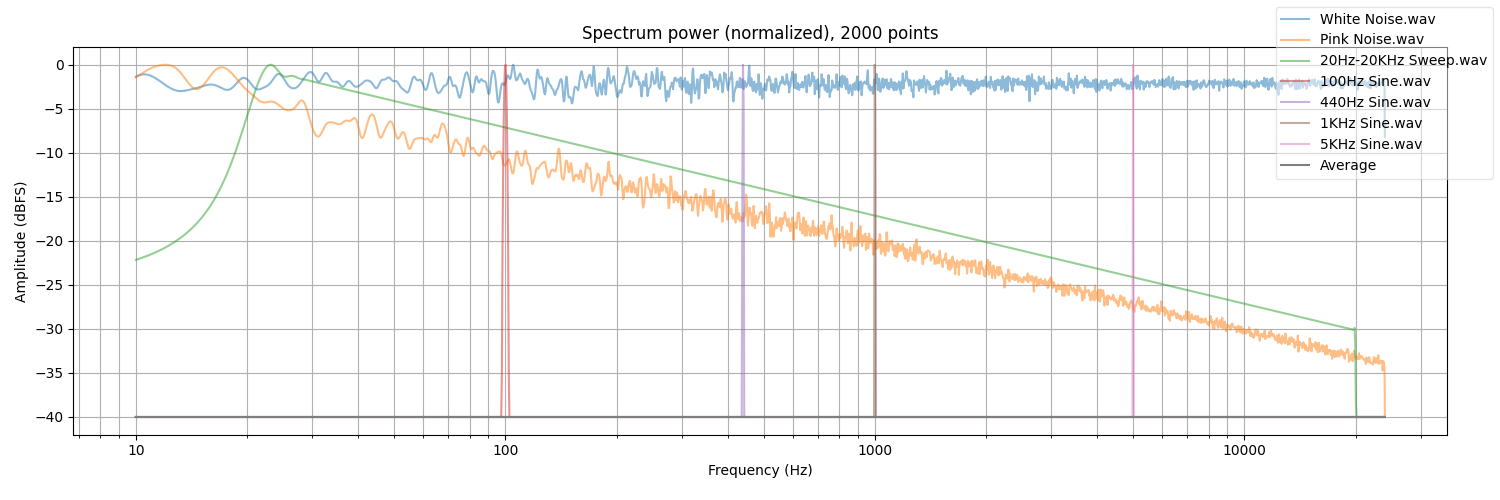 Spectrum power (normalized), 2000 points
White Noise.wav
Pink Noise.wav
20Hz-20KHz Sweep.wav
100Hz Sine.wav
440Hz Sine.wav
1KHz Sine.wav
5KHz Sine.wav
Average
Amplitude (dBFS)
0
−5
−10
−15
−20
−25
−30
−35
−40
10
100
1000
10000
Frequency (Hz)